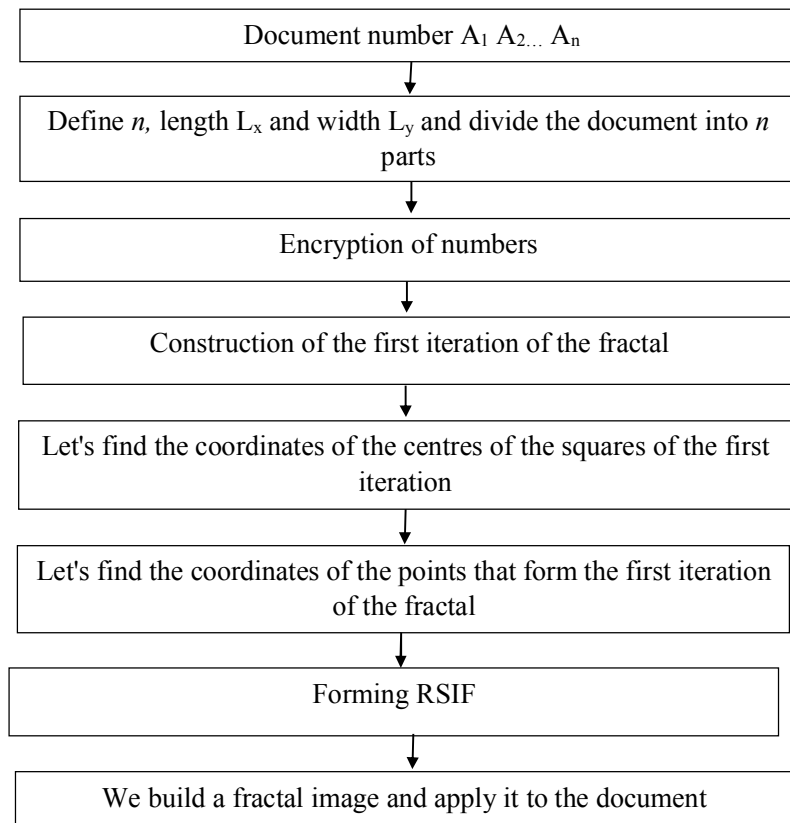 Document number A₁ A₂… Aₙ
Define n, length Lₓ and width Lᵧ and divide the document into n
parts
Encryption of numbers
Construction of the first iteration of the fractal
Let's find the coordinates of the centres of the squares of the first
iteration
Let's find the coordinates of the points that form the first iteration
of the fractal
Forming RSIF
We build a fractal image and apply it to the document